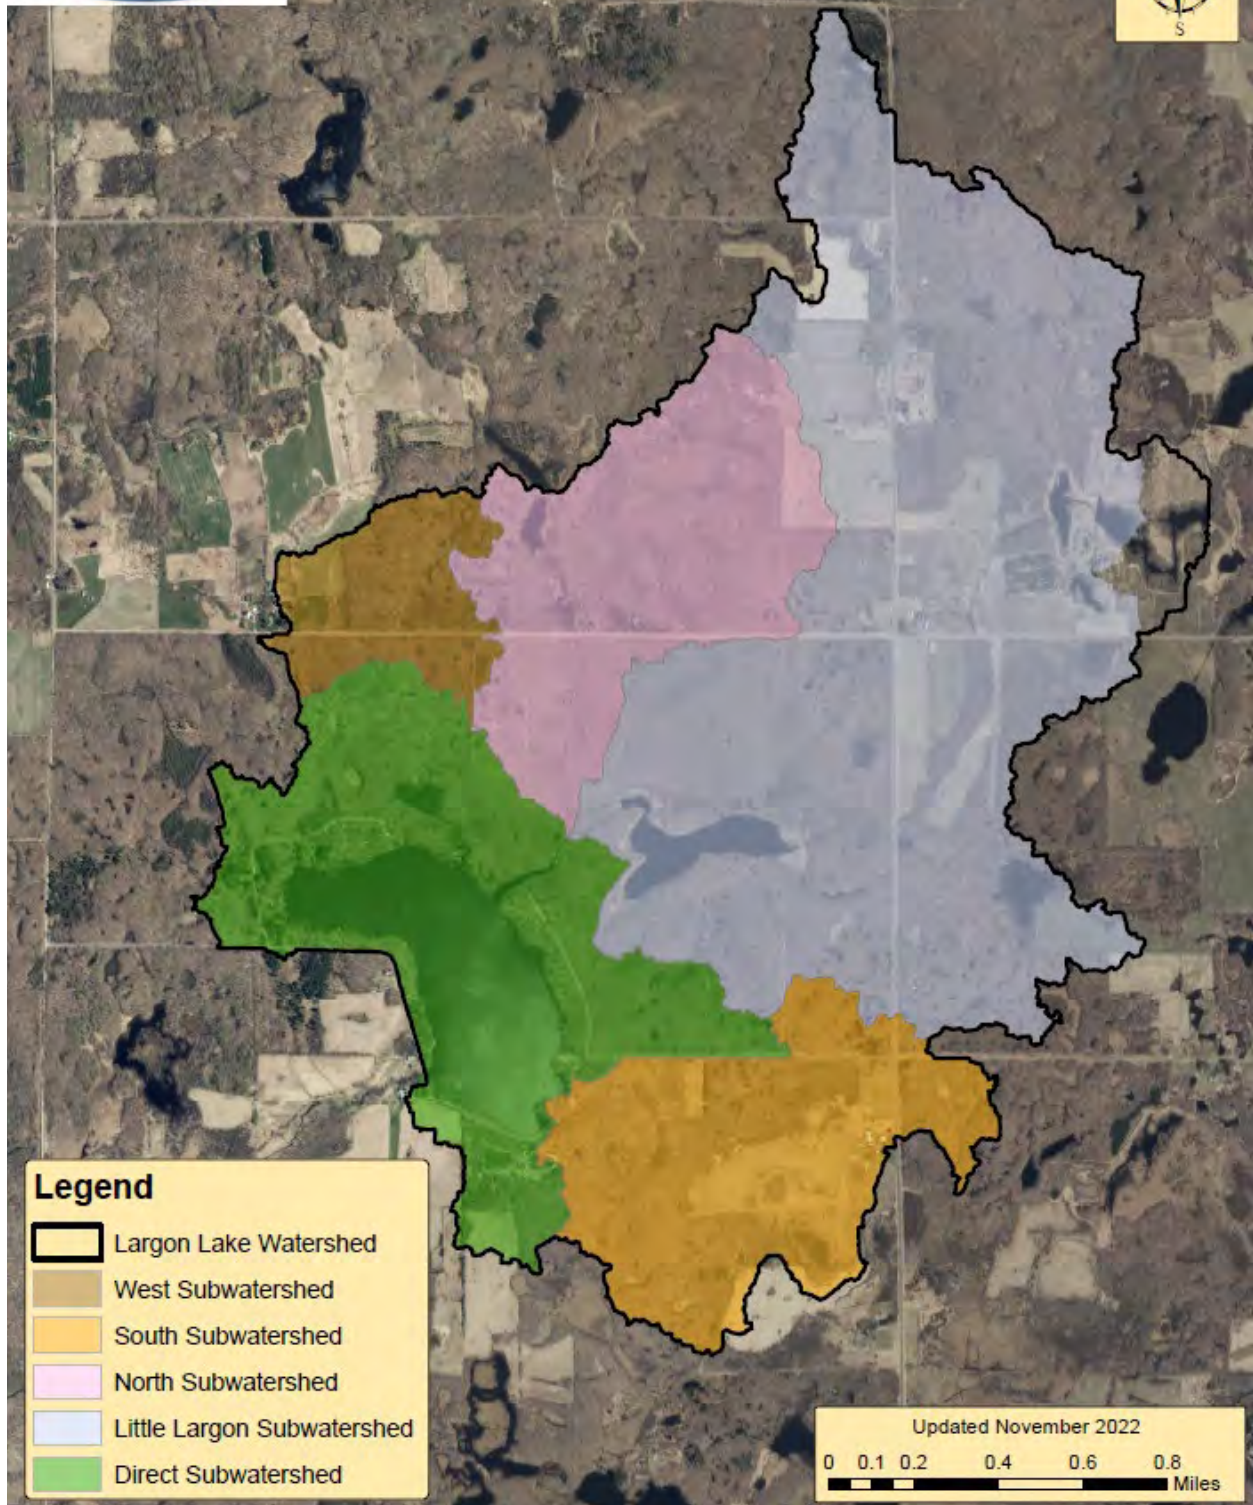 S
Legend
Largon Lake Watershed
West Subwatershed
South Subwatershed
North Subwatershed
Little Largon Subwatershed
Direct Subwatershed
Updated November 2022
0 0.1 0.2 0.4 0.6 0.8
Miles